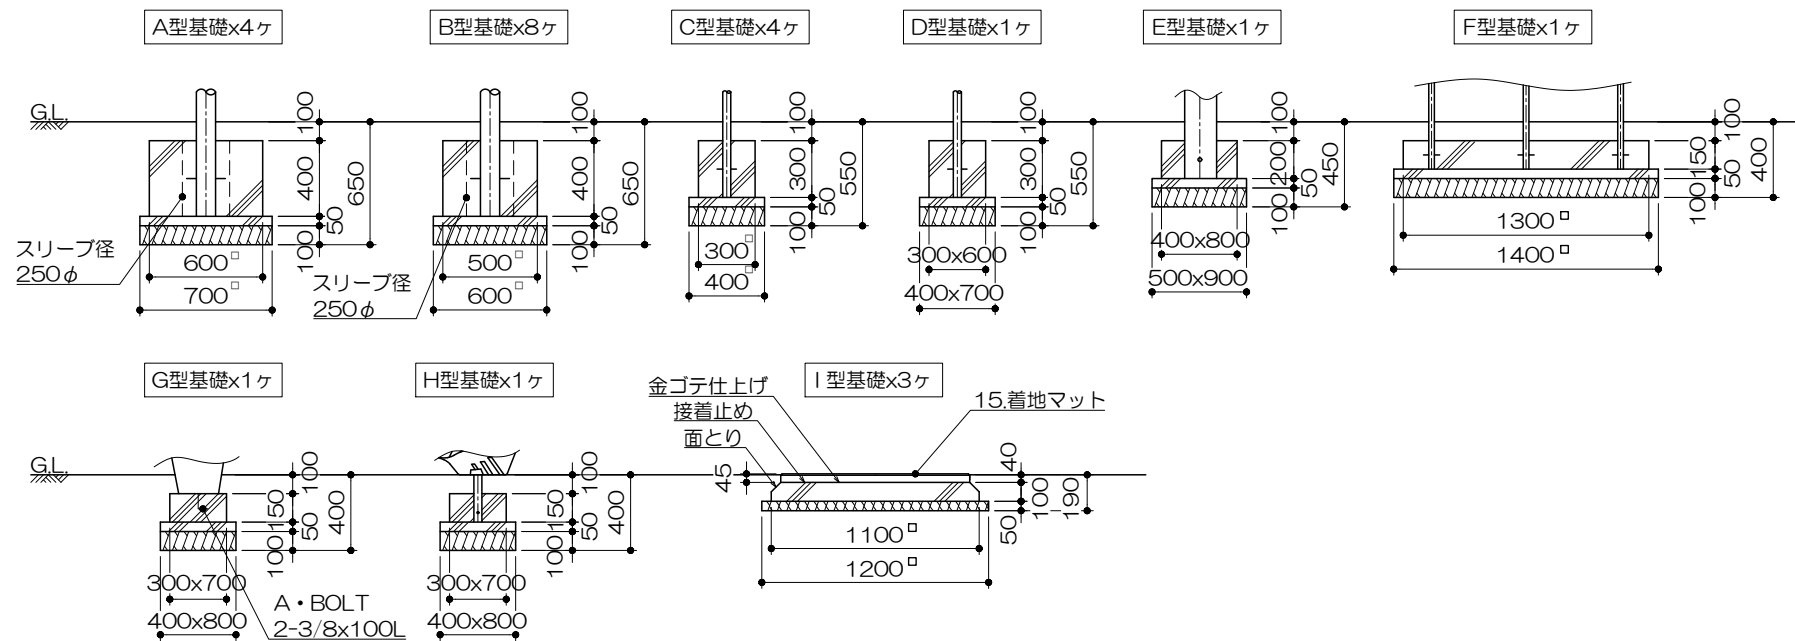 A型基礎x4ヶ
B型基礎x8ヶ
C型基礎x4ヶ
D型基礎x1ヶ
E型基礎x1ヶ
F型基礎x1ヶ
G.L.
100
400
50
100
650
スリーブ径
250φ
600□
700□
100
400
50
100
650
スリーブ径
250φ
500□
600□
100
300
50
100
550
300□
400□
100
300
50
100
550
300x600
400x700
100
200
50
100
450
400x800
500x900
100
150
50
100
400
1300□
1400□
G型基礎x1ヶ
H型基礎x1ヶ
I型基礎x3ヶ
G.L.
100
150
50
100
400
300x700
400x800
A・BOLT
2-3/8x100L
100
150
50
100
400
300x700
400x800
金ゴテ仕上げ
接着止め
面とり
15.着地マット
45
40
100
50
190
1100□
1200□